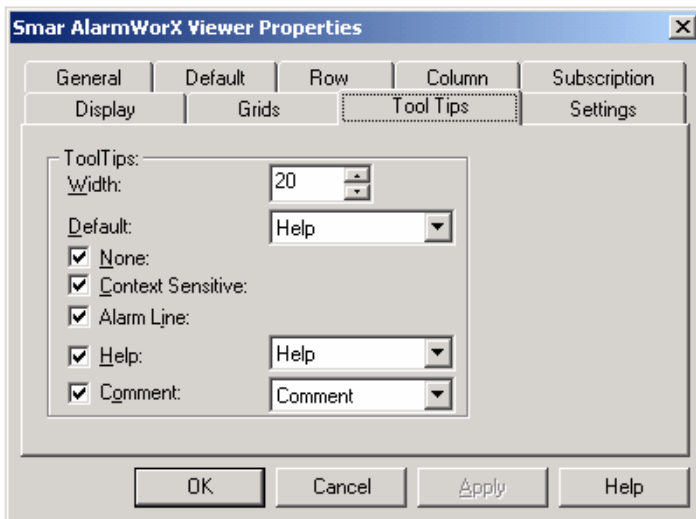 Smar AlarmWorX Viewer Properties
General Default Row Column Subscription
Display Grids Tool Tips Settings
ToolTips:
Width: 20
Default: Help
None:
Context Sensitive:
Alarm Line:
Help: Help
Comment: Comment
OK Cancel Apply Help